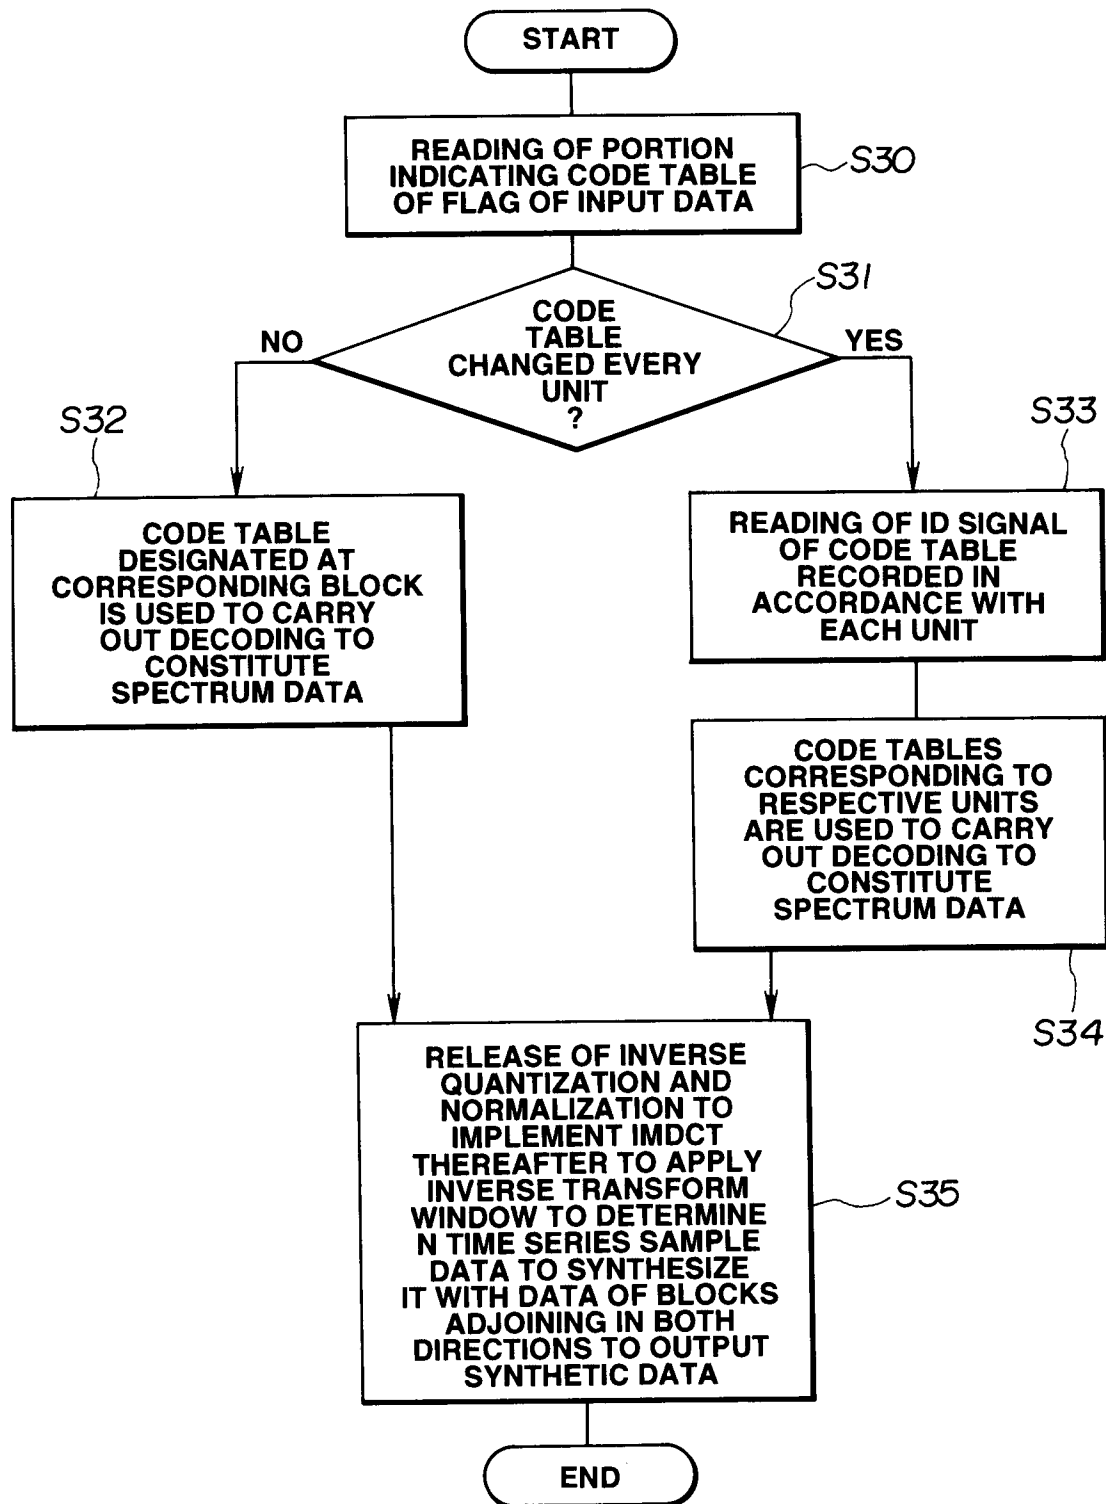 START
READING OF PORTION
INDICATING CODE TABLE
OF FLAG OF INPUT DATA
S30
S31
CODE
TABLE
CHANGED EVERY
UNIT
?
NO
YES
S32
S33
CODE TABLE
DESIGNATED AT
CORRESPONDING BLOCK
IS USED TO CARRY
OUT DECODING TO
CONSTITUTE
SPECTRUM DATA
READING OF ID SIGNAL
OF CODE TABLE
RECORDED IN
ACCORDANCE WITH
EACH UNIT
CODE TABLES
CORRESPONDING TO
RESPECTIVE UNITS
ARE USED TO CARRY
OUT DECODING TO
CONSTITUTE
SPECTRUM DATA
S34
RELEASE OF INVERSE
QUANTIZATION AND
NORMALIZATION TO
IMPLEMENT IMDCT
THEREAFTER TO APPLY
INVERSE TRANSFORM
WINDOW TO DETERMINE
N TIME SERIES SAMPLE
DATA TO SYNTHESIZE
IT WITH DATA OF BLOCKS
ADJOINING IN BOTH
DIRECTIONS TO OUTPUT
SYNTHETIC DATA
S35
END